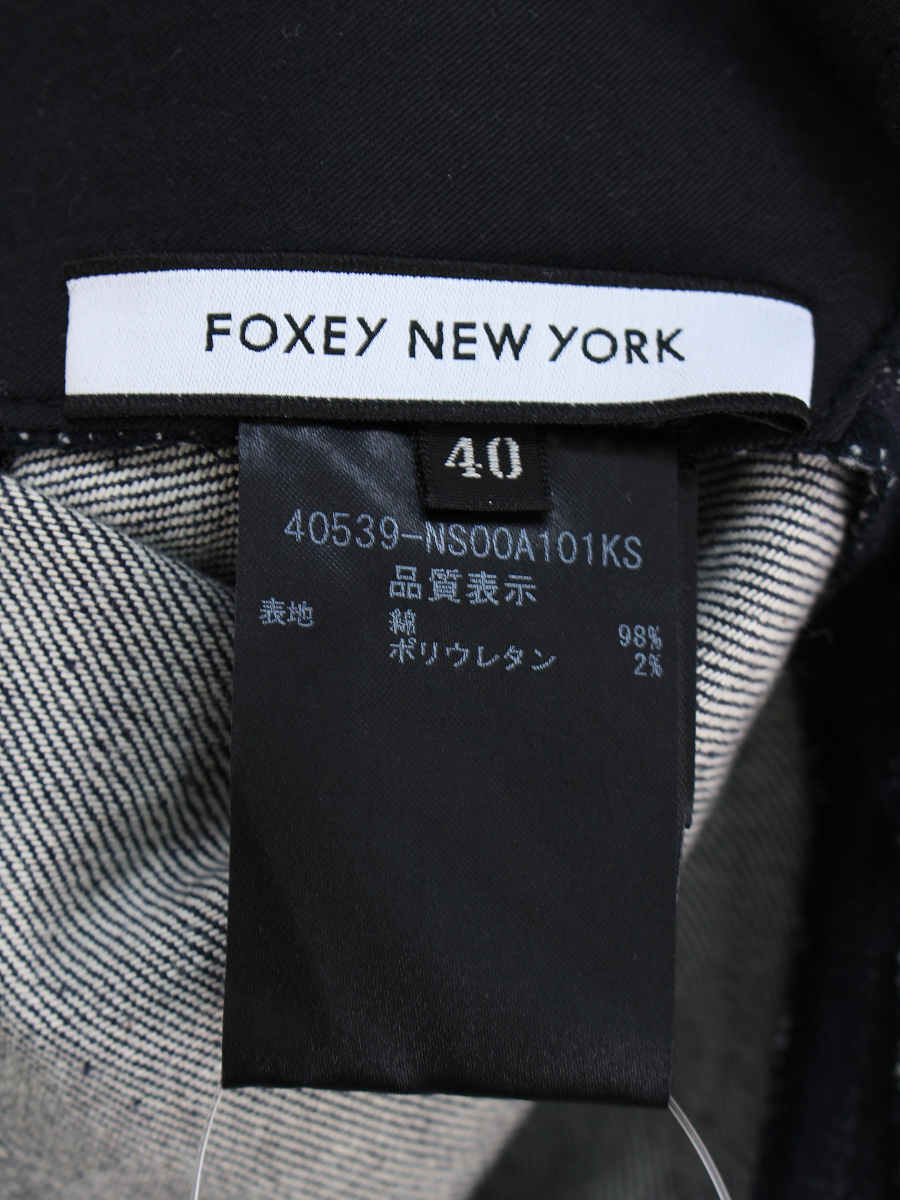 FOXEY NEW YORK
40
40539-NS00A101KS
品質表示
表地 綿 98%
ポリウレタン 2%